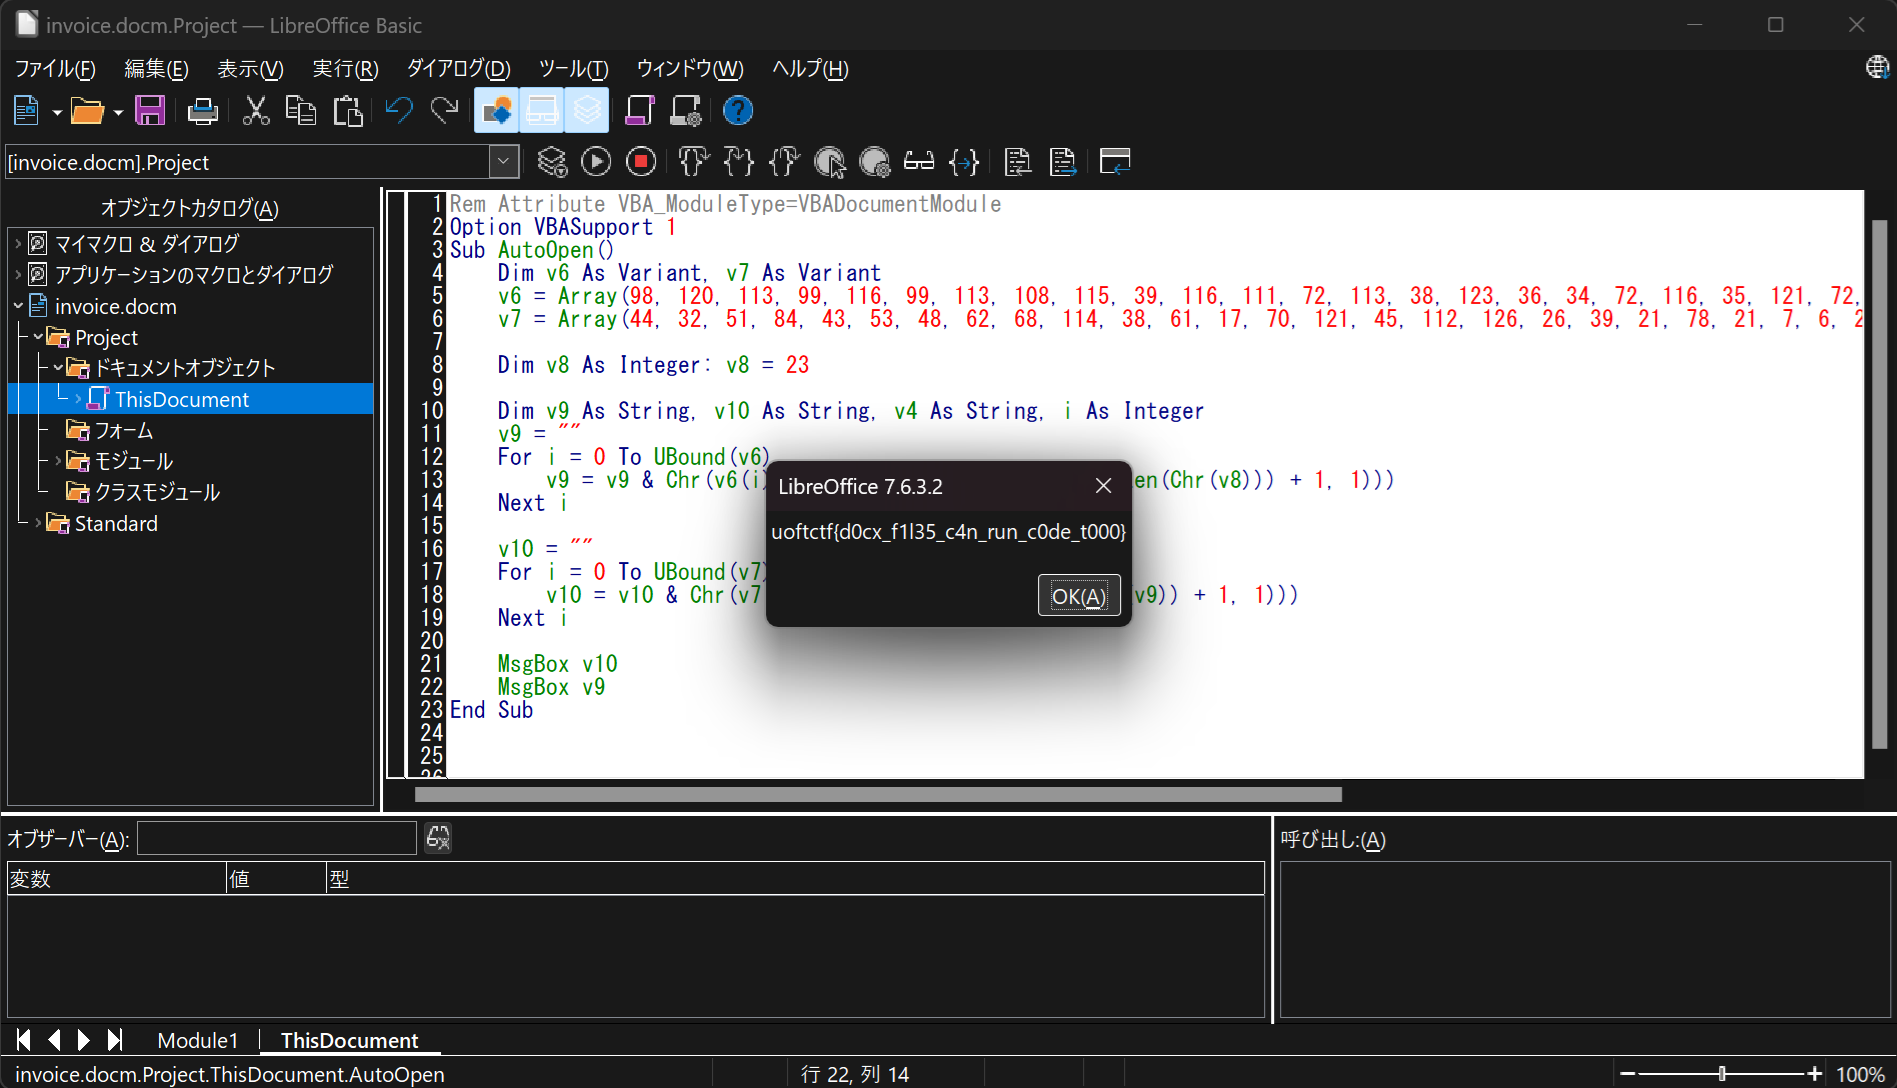 invoice.docm.Project — LibreOffice Basic
ファイル(F) 編集(E) 表示(V) 実行(R) ダイアログ(D) ツール(T) ウィンドウ(W) ヘルプ(H)
[invoice.docm].Project
オブジェクトカタログ(A)
マイマクロ & ダイアログ
アプリケーションのマクロとダイアログ
invoice.docm
Project
ドキュメントオブジェクト
ThisDocument
フォーム
モジュール
クラスモジュール
Standard
1 Rem Attribute VBA_ModuleType=VBADocumentModule
2 Option VBASupport 1
3 Sub AutoOpen()
4 Dim v6 As Variant, v7 As Variant
5 v6 = Array(98, 120, 113, 99, 116, 99, 113, 108, 115, 39, 116, 111, 72, 113, 38, 123, 36, 34, 72, 116, 35, 121, 72,
6 v7 = Array(44, 32, 51, 84, 43, 53, 48, 62, 68, 114, 38, 61, 17, 70, 121, 45, 112, 126, 26, 39, 21, 78, 21, 7, 6, 2
7
8 Dim v8 As Integer: v8 = 23
9
10 Dim v9 As String, v10 As String, v4 As String, i As Integer
11 v9 = ""
12 For i = 0 To UBound(v6)
13 v9 = v9 & Chr(v6(i) en(Chr(v8))) + 1, 1)))
14 Next i
15
16 v10 = ""
17 For i = 0 To UBound(v7)
18 v10 = v10 & Chr(v7 v9)) + 1, 1)))
19 Next i
20
21 MsgBox v10
22 MsgBox v9
23 End Sub
24
25
26
LibreOffice 7.6.3.2
uoftctf{d0cx_f1l35_c4n_run_c0de_t000}
OK(A)
オブザーバー(A):
変数 値 型
呼び出し:(A)
Module1 ThisDocument
invoice.docm.Project.ThisDocument.AutoOpen 行 22, 列 14 100%